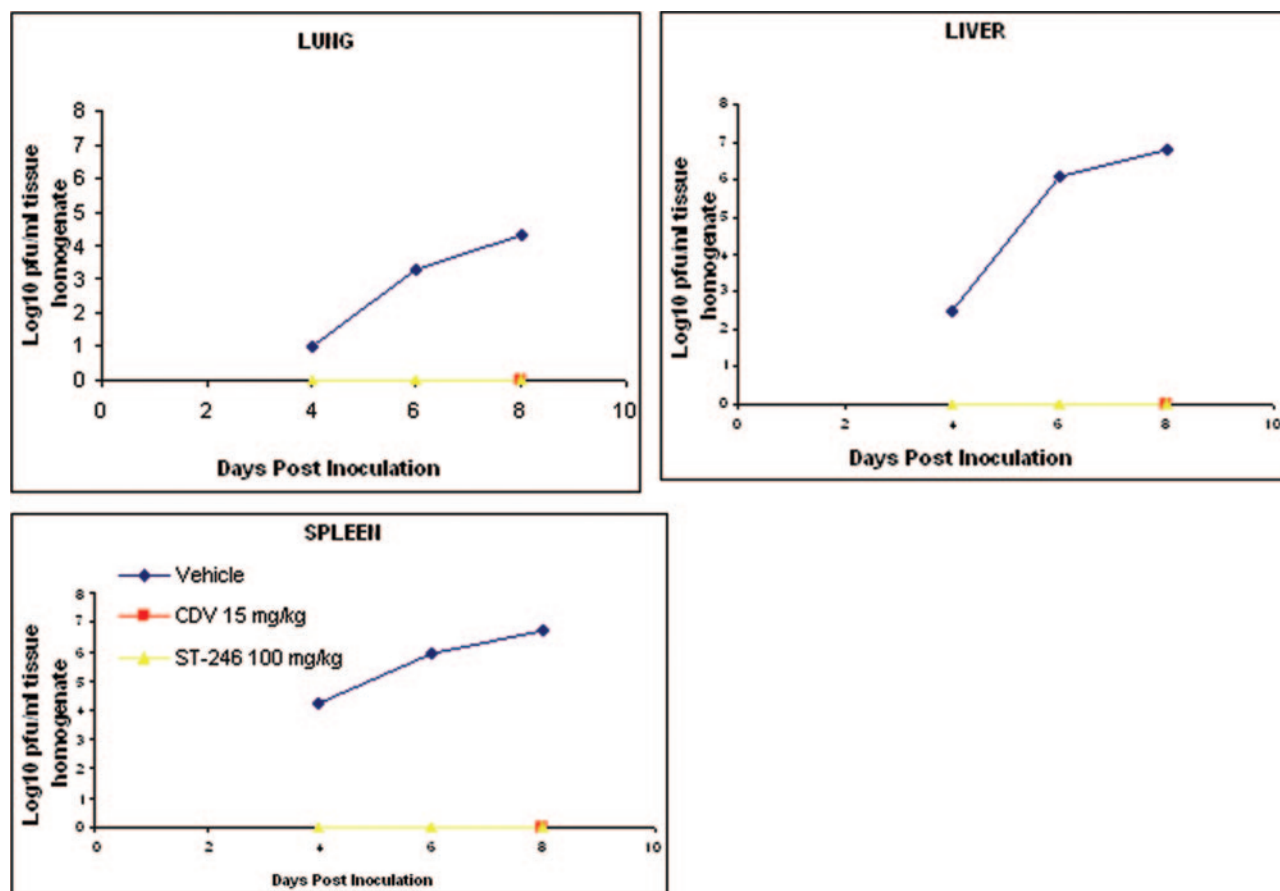 LUNG
Log10 pfu/ml tissue
homogenate
8
7
6
5
4
3
2
1
0
0 2 4 6 8 10
Days Post Inoculation
LIVER
Log10 pfu/ml tissue
homogenate
8
7
6
5
4
3
2
1
0
0 2 4 6 8 10
Days Post Inoculation
SPLEEN
Vehicle
CDV 15 mg/kg
ST-246 100 mg/kg
Log10 pfu/ml tissue
homogenate
8
7
6
5
4
3
2
1
0
0 2 4 6 8 10
Days Post Inoculation